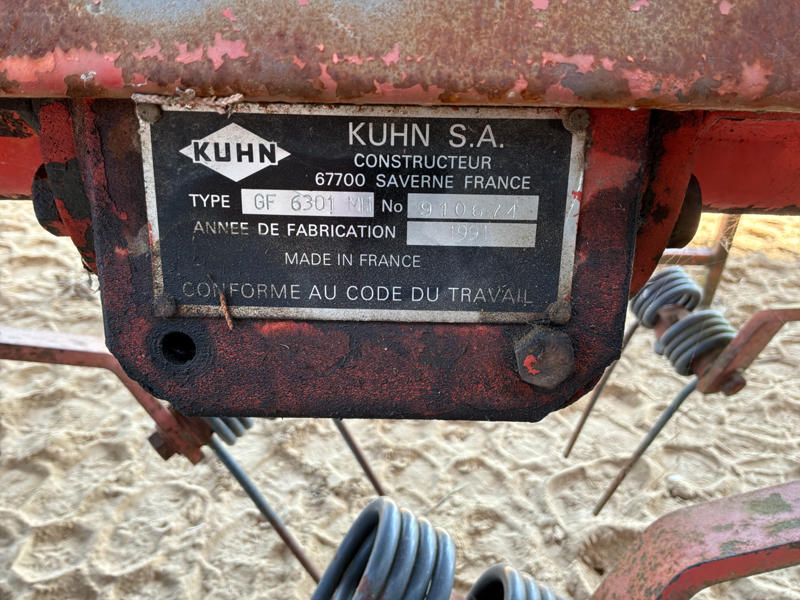 KUHN
KUHN S.A.
CONSTRUCTEUR
67700 SAVERNE FRANCE
TYPE GF 6301 MH No 910674
ANNÉE DE FABRICATION 1991
MADE IN FRANCE
CONFORME AU CODE DU TRAVAIL